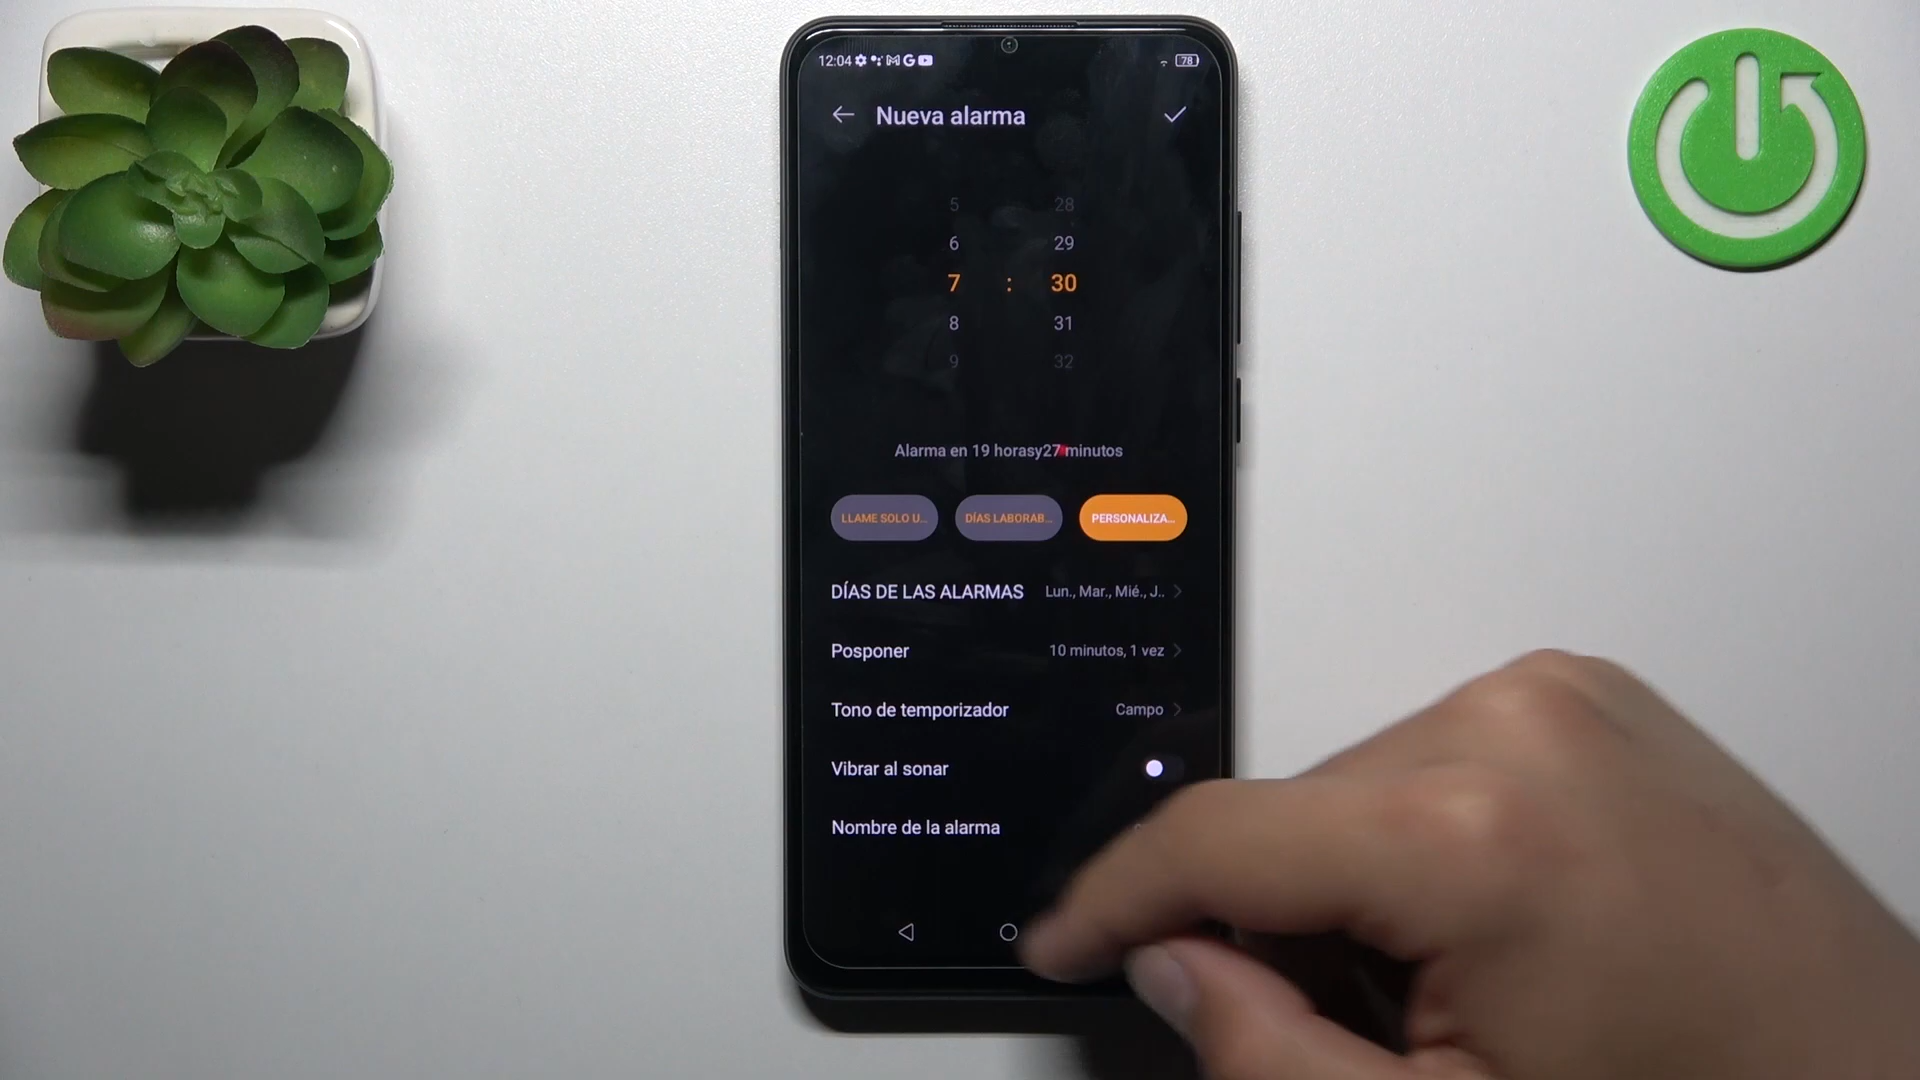 12:04
78
Nueva alarma
5 28
6 29
7 : 30
8 31
9 32
Alarma en 19 horasy27 minutos
LLAME SOLO U... DÍAS LABORAB... PERSONALIZA...
DÍAS DE LAS ALARMAS Lun., Mar., Mié., J..
Posponer 10 minutos, 1 vez
Tono de temporizador Campo
Vibrar al sonar
Nombre de la alarma